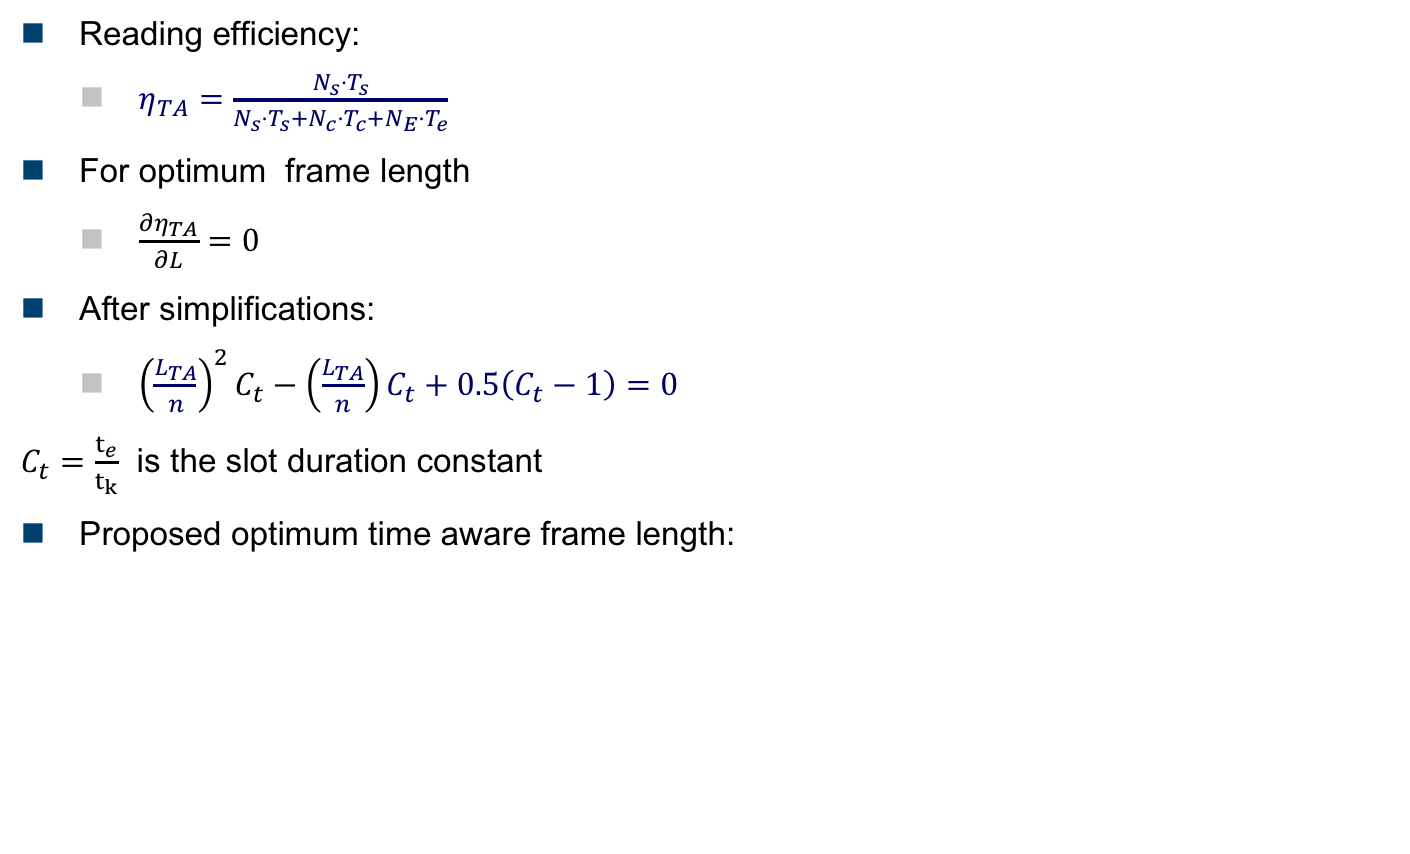 Reading efficiency:
η_TA = (N_s·T_s)/(N_s·T_s+N_c·T_c+N_E·T_e)
For optimum  frame length
∂η_TA/∂L = 0
After simplifications:
(L_TA/n)² C_t − (L_TA/n) C_t + 0.5(C_t − 1) = 0
C_t = t_e/t_k is the slot duration constant
Proposed optimum time aware frame length: